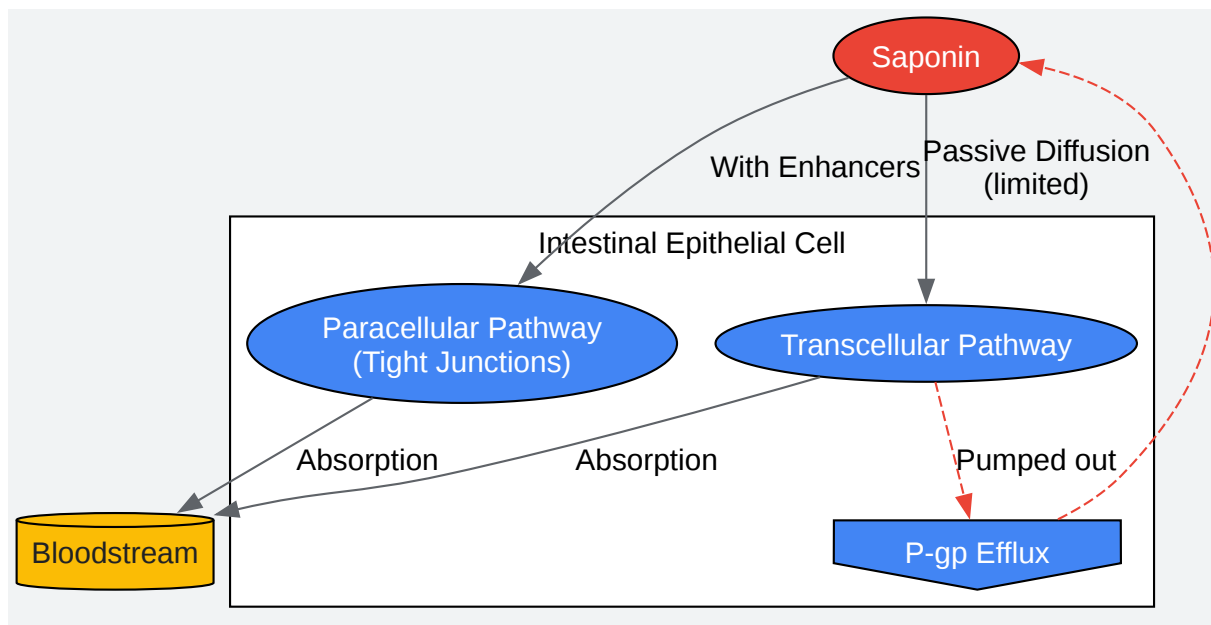 Saponin
With Enhancers
Passive Diffusion
(limited)
Intestinal Epithelial Cell
Paracellular Pathway
(Tight Junctions)
Transcellular Pathway
Absorption
Absorption
Pumped out
Bloodstream
P-gp Efflux